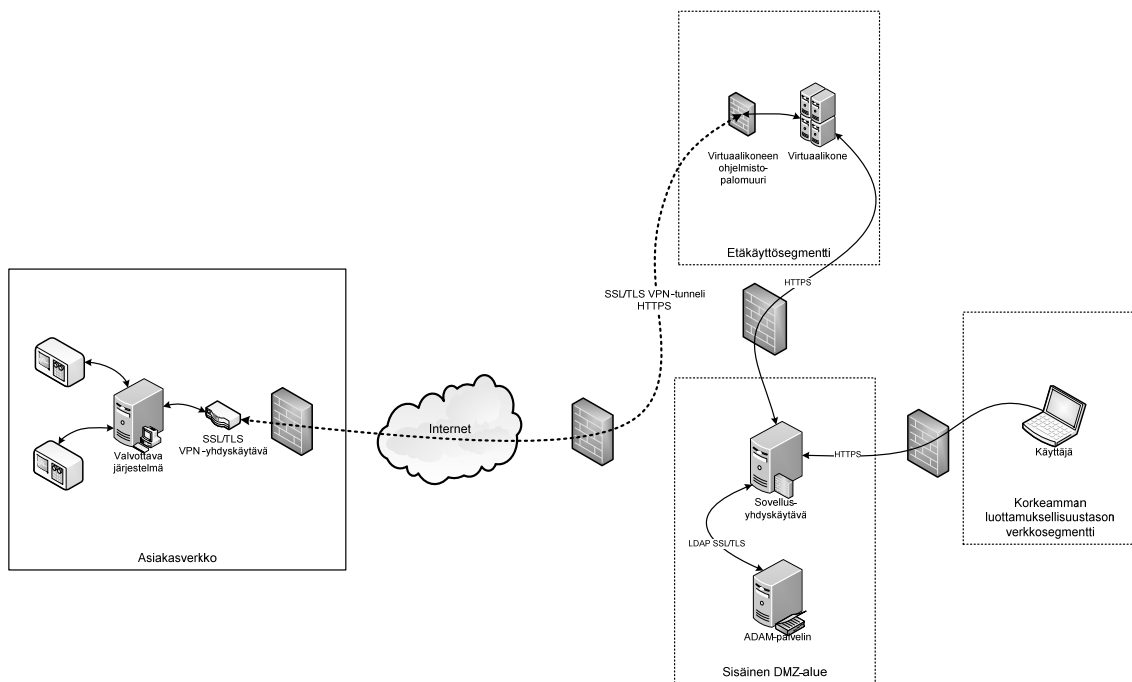 Virtuaalikoneen
ohjelmisto-
palomuuri
Virtuaalikone
Etäkäyttösegmentti
HTTPS
SSL/TLS VPN-tunneli
HTTPS
Internet
SSL/TLS
VPN-yhdyskäytävä
Valvottava
järjestelmä
Asiakasverkko
HTTPS
Sovellus-
yhdyskäytävä
LDAP SSL/TLS
ADAM-palvelin
Sisäinen DMZ-alue
Käyttäjä
Korkeamman
luottamuksellisuustason
verkkosegmentti